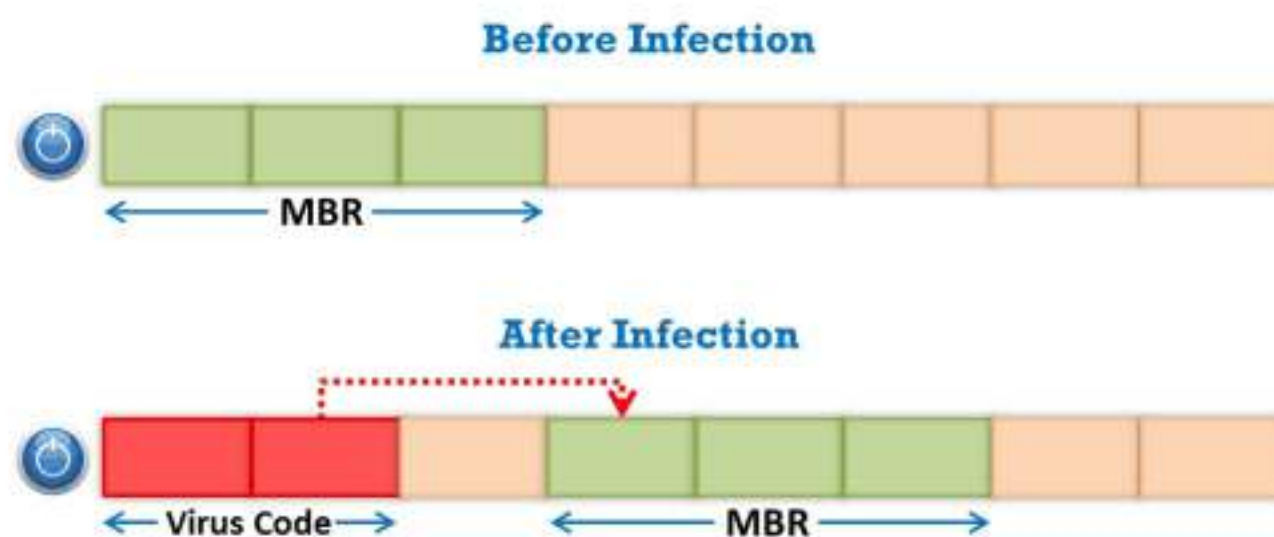 Before Infection
MBR
After Infection
Virus Code
MBR